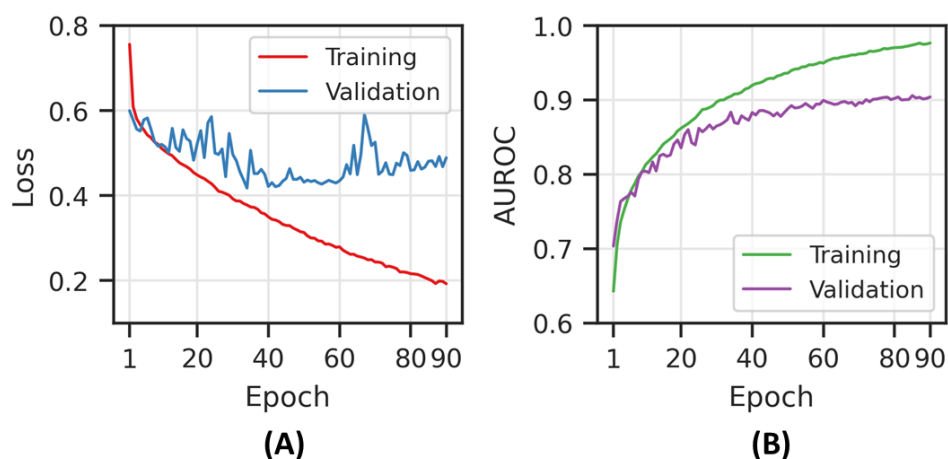 0.8
0.6
0.4
0.2
Loss
Training
Validation
1 20 40 60 80 90
Epoch
(A)
1.0
0.9
0.8
0.7
0.6
AUROC
Training
Validation
1 20 40 60 80 90
Epoch
(B)